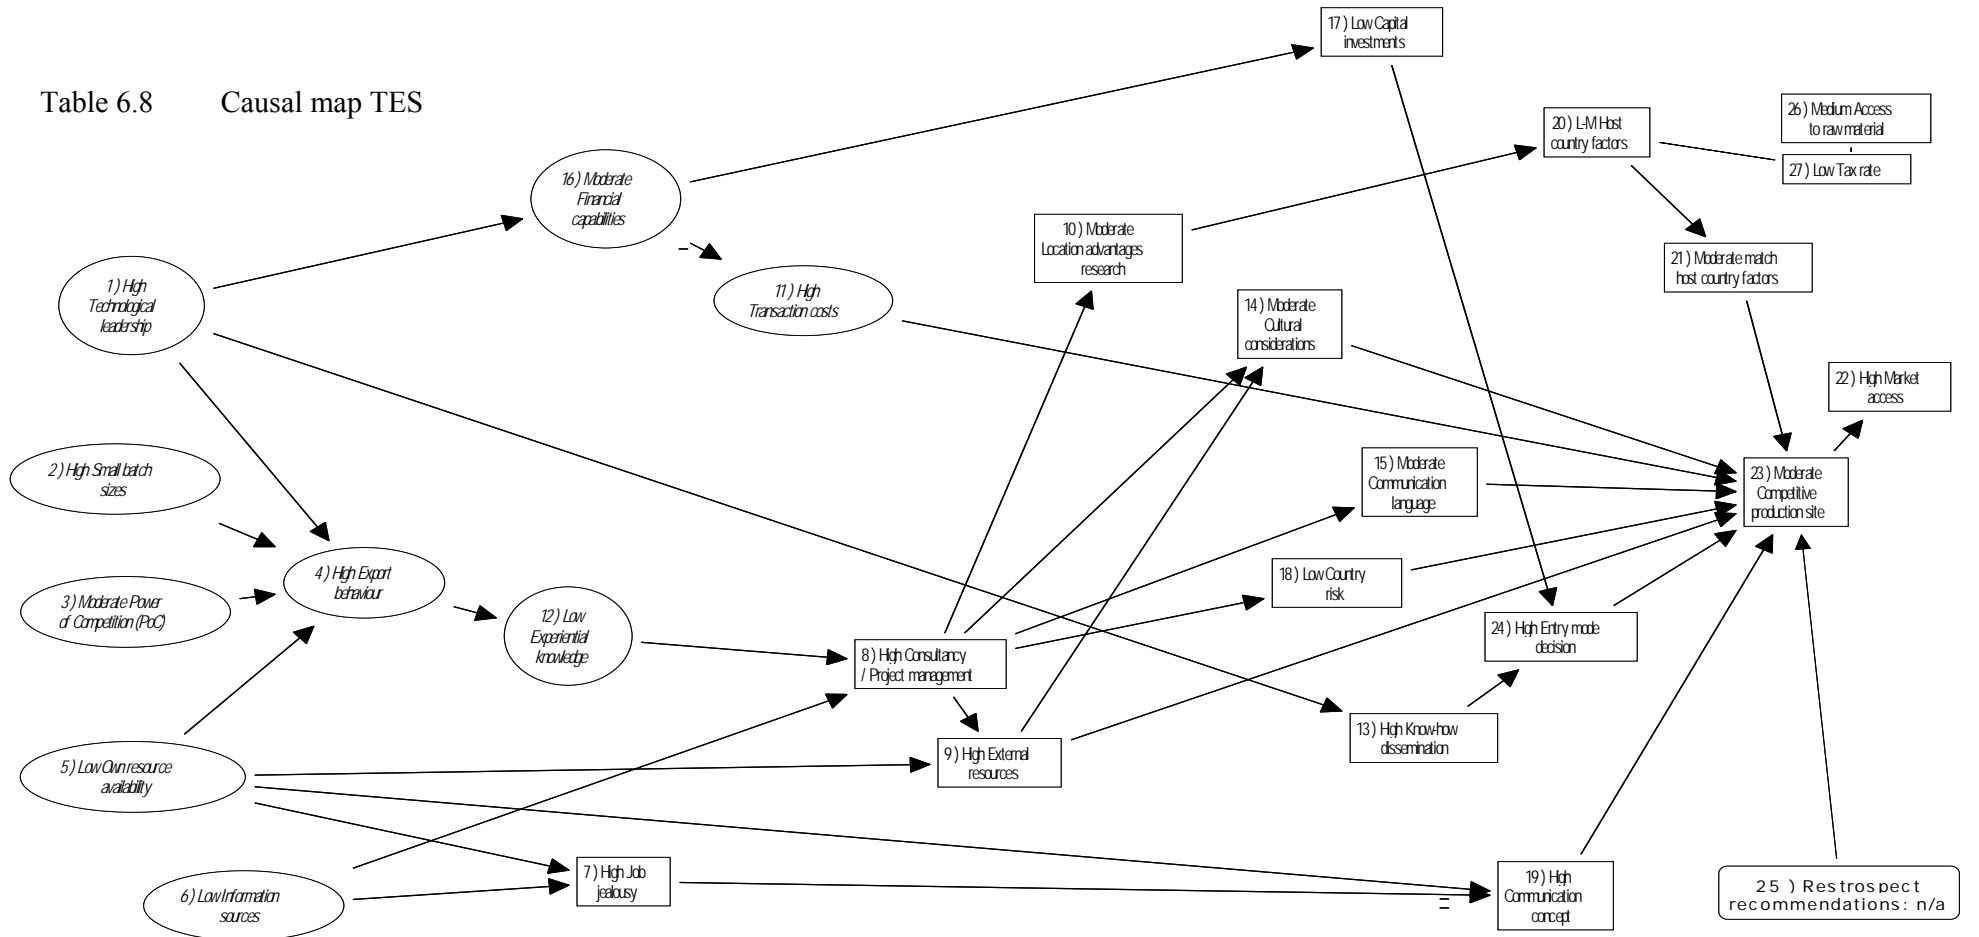 Table 6.8 Causal map TES
17 ) Low Capital
investments
26 ) Medium Access
to raw material
20 ) L-M Host
country factors
27 ) Low Tax rate
16 ) Moderate
Financial
capabilities
10 ) Moderate
Location advantages
research
21 ) Moderate match
host country factors
1 ) High
Technological
leadership
11 ) High
Transaction costs
14 ) Moderate
Cultural
considerations
22 ) High Market
access
2 ) High Small batch
sizes
15 ) Moderate
Communication
language
23 ) Moderate
Competitive
production site
4 ) High Export
behaviour
3 ) Moderate Power
of Competition (PoC)
12 ) Low
Experiential
knowledge
18 ) Low Country
risk
24 ) High Entry mode
decision
8 ) High Consultancy
/ Project management
13 ) High Know-how
dissemination
9 ) High External
resources
5 ) Low Own resource
availability
7 ) High Job
jealousy
6 ) Low Information
sources
19 ) High
Communication
concept
25 ) Restrospect
recommendations: n/a